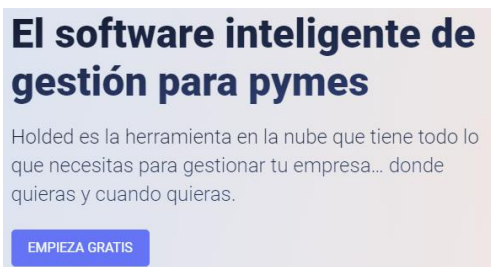 El software inteligente de
gestión para pymes
Holded es la herramienta en la nube que tiene todo lo
que necesitas para gestionar tu empresa... donde
quieras y cuando quieras.
EMPIEZA GRATIS